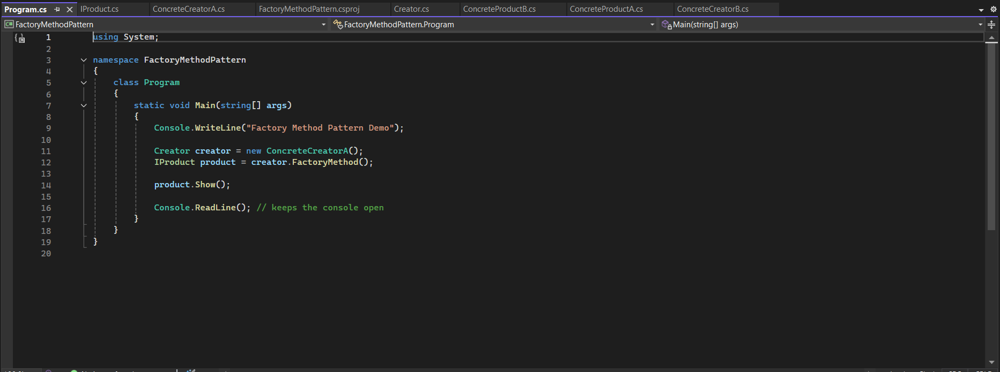 Program.cs IProduct.cs ConcreteCreatorA.cs FactoryMethodPattern.csproj Creator.cs ConcreteProductB.cs ConcreteProductA.cs ConcreteCreatorB.cs
C# FactoryMethodPattern FactoryMethodPattern.Program Main(string[] args)
1 using System;
2
3 namespace FactoryMethodPattern
4 {
5 class Program
6 {
7 static void Main(string[] args)
8 {
9 Console.WriteLine("Factory Method Pattern Demo");
10
11 Creator creator = new ConcreteCreatorA();
12 IProduct product = creator.FactoryMethod();
13
14 product.Show();
15
16 Console.ReadLine(); // keeps the console open
17 }
18 }
19 }
20